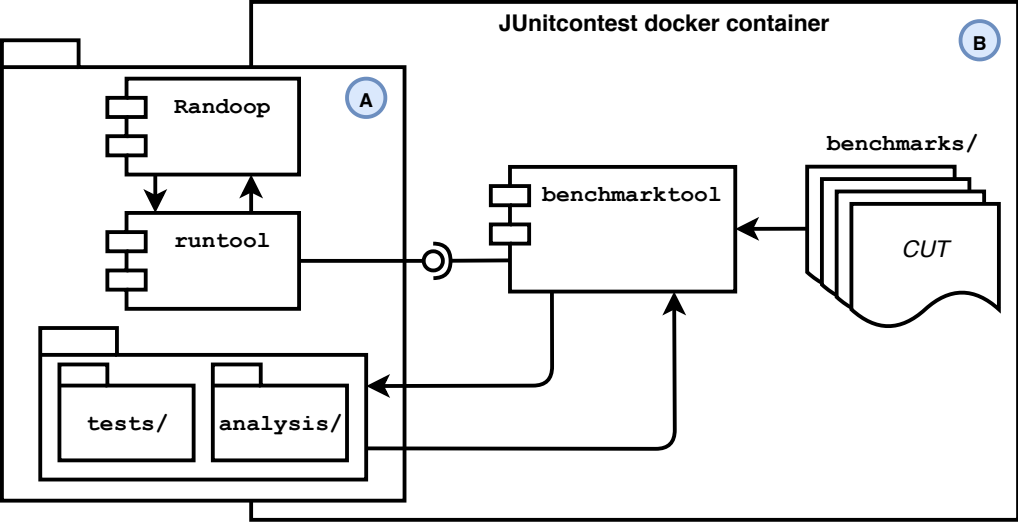 JUnitcontest docker container
B
A
Randoop
benchmarks/
benchmarktool
runtool
CUT
tests/
analysis/